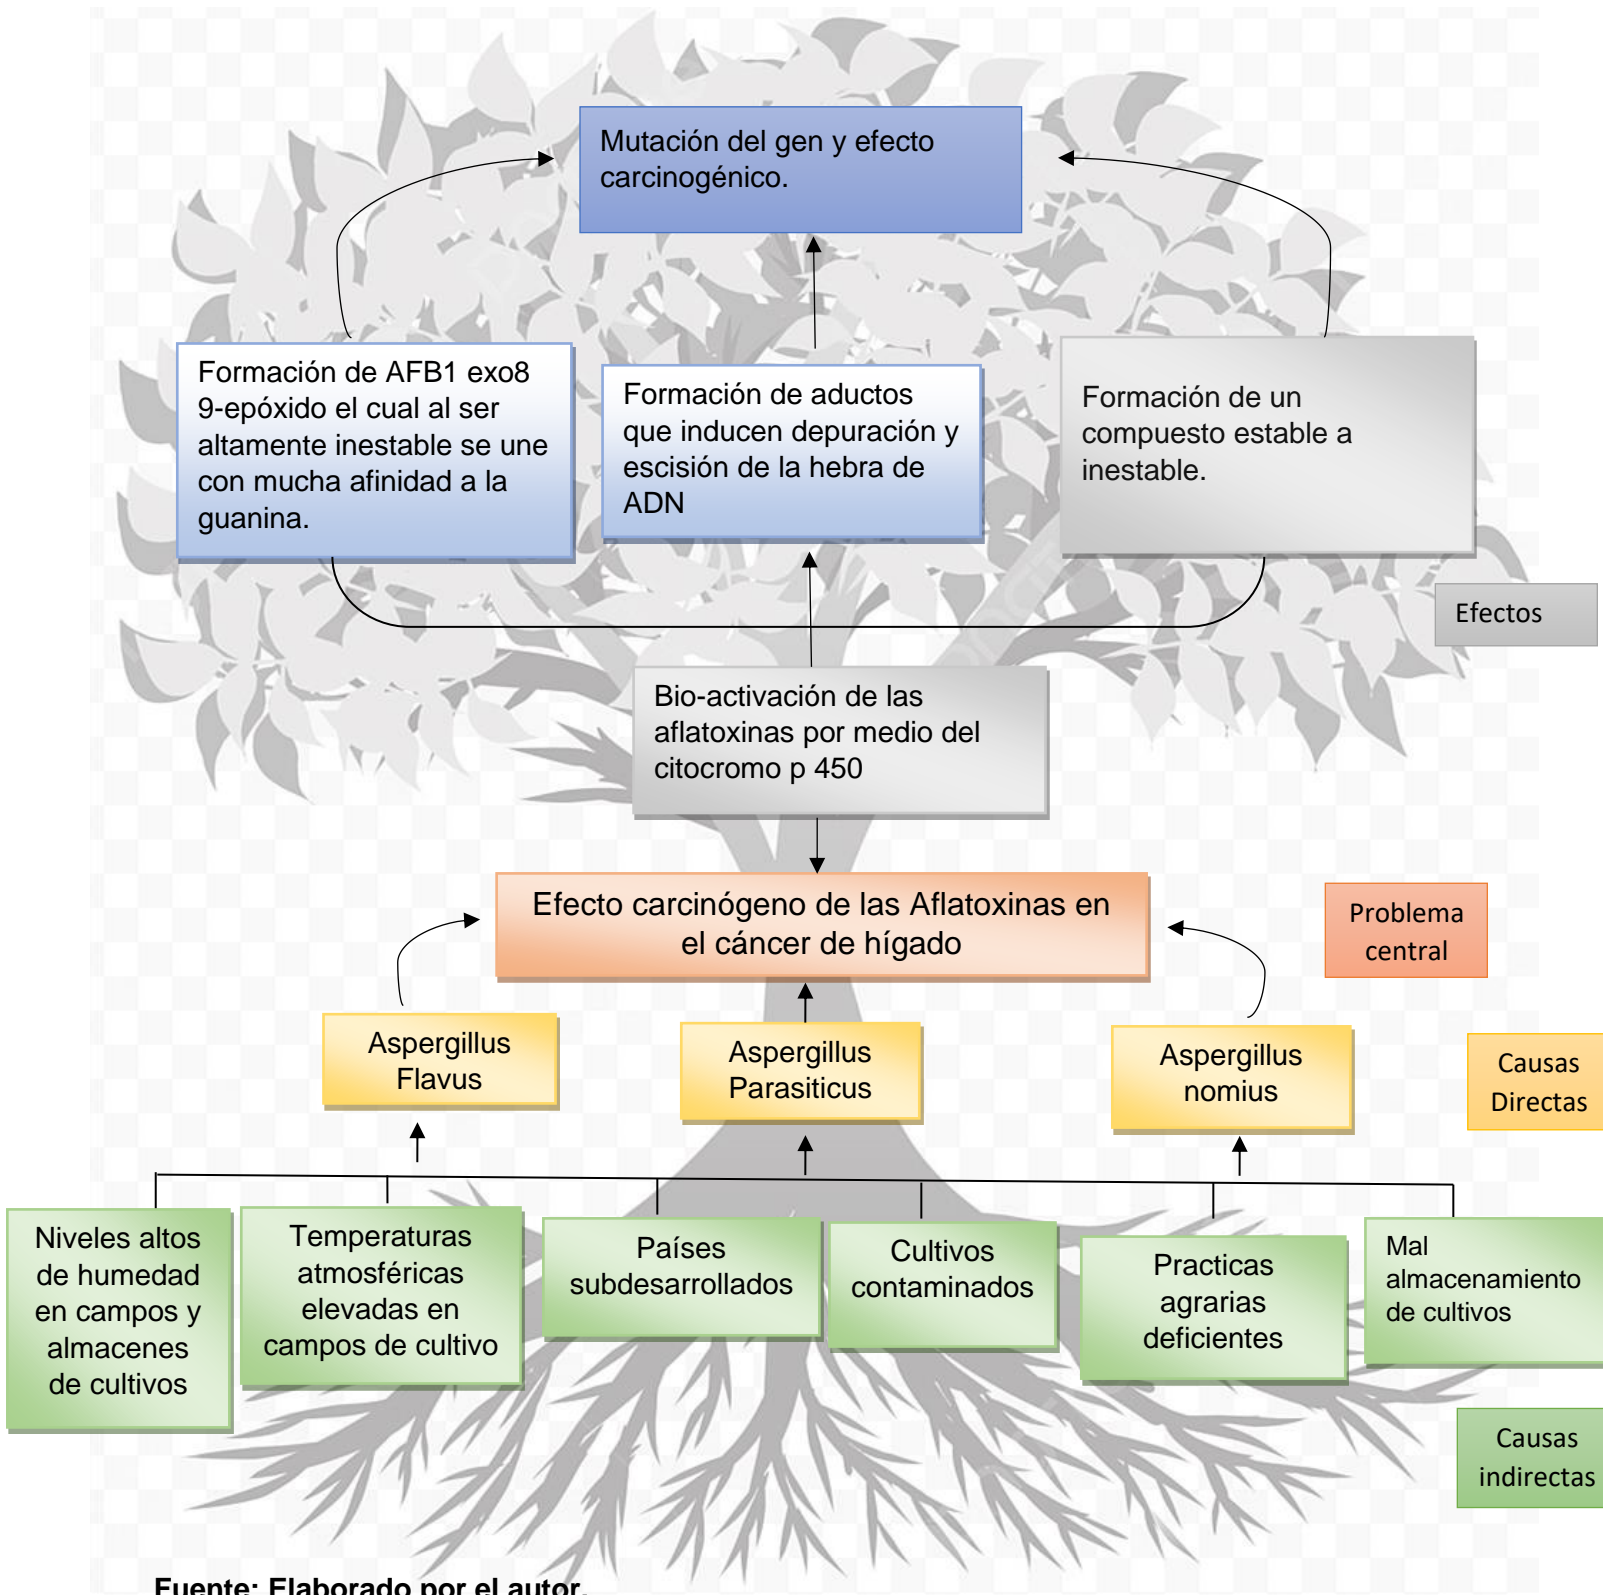 Mutación del gen y efecto
carcinogénico.
Formación de AFB1 exo8
9-epóxido el cual al ser
altamente inestable se une
con mucha afinidad a la
guanina.
Formación de aductos
que inducen depuración y
escisión de la hebra de
ADN
Formación de un
compuesto estable a
inestable.
Efectos
Bio-activación de las
aflatoxinas por medio del
citocromo p 450
Efecto carcinógeno de las Aflatoxinas en
el cáncer de hígado
Problema
central
Aspergillus
Flavus
Aspergillus
Parasiticus
Aspergillus
nomius
Causas
Directas
Niveles altos
de humedad
en campos y
almacenes
de cultivos
Temperaturas
atmosféricas
elevadas en
campos de cultivo
Países
subdesarrollados
Cultivos
contaminados
Practicas
agrarias
deficientes
Mal
almacenamiento
de cultivos
Causas
indirectas
Fuente: Elaborado por el autor.